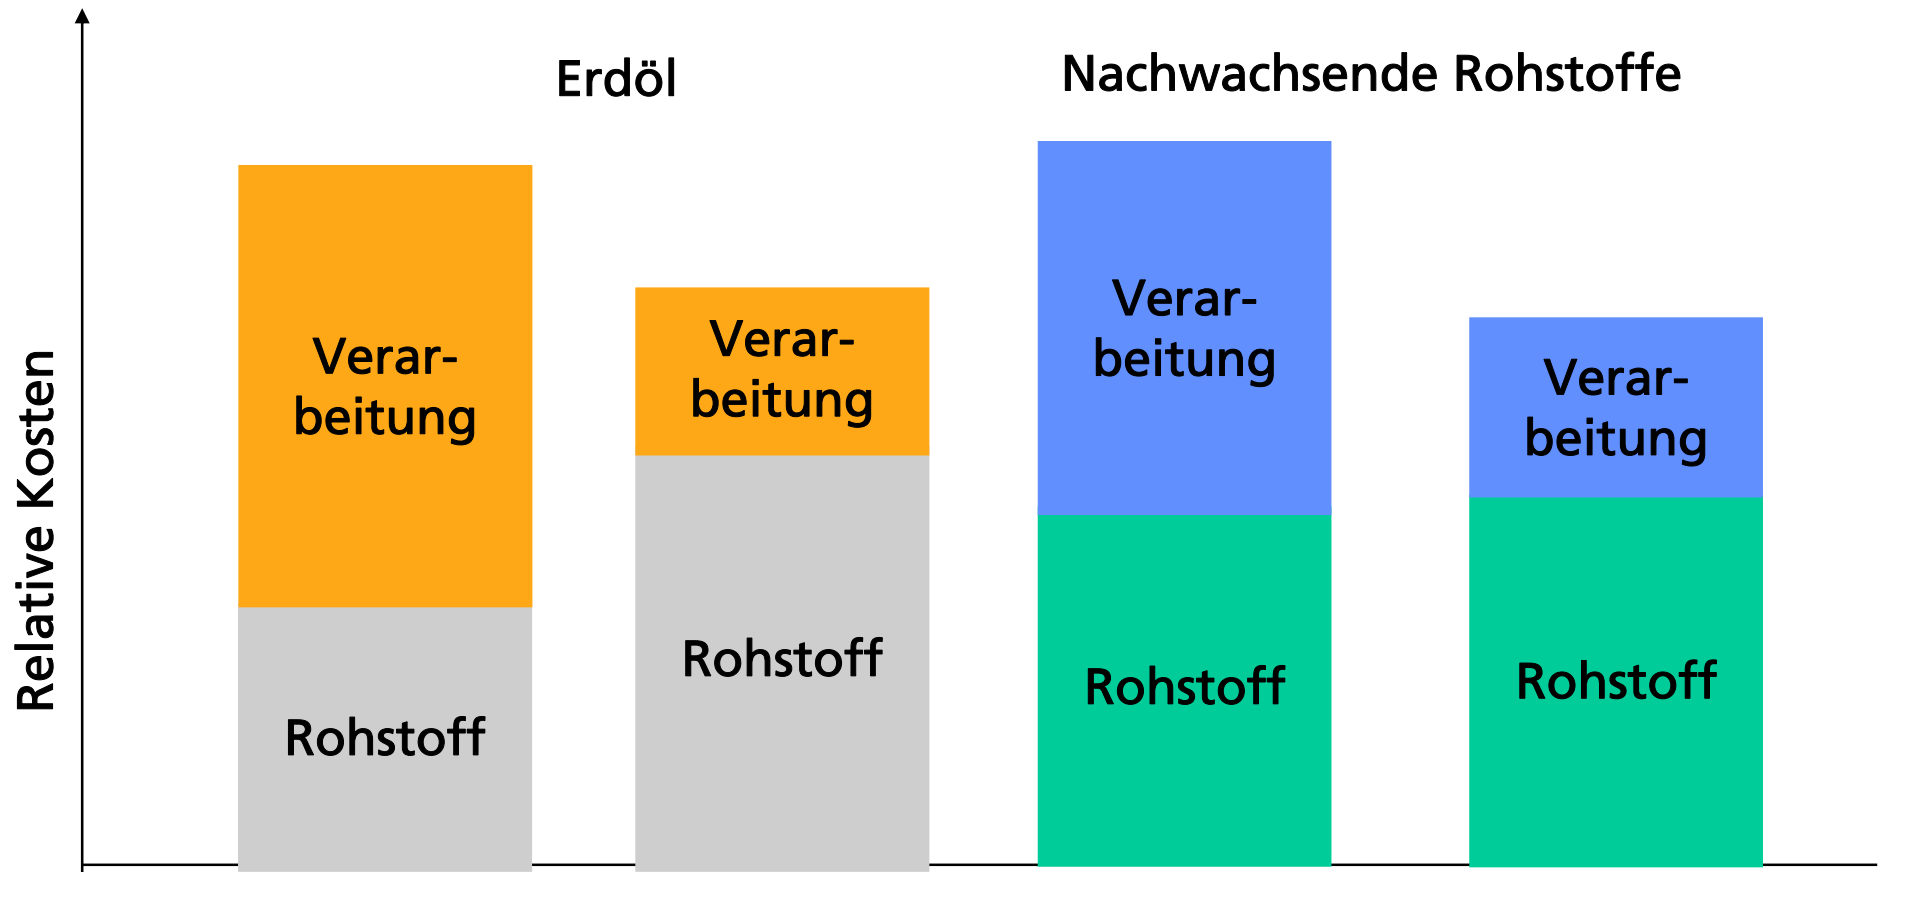 Erdöl
Nachwachsende Rohstoffe
Relative Kosten
Verar-
beitung
Rohstoff
Verar-
beitung
Rohstoff
Verar-
beitung
Rohstoff
Verar-
beitung
Rohstoff